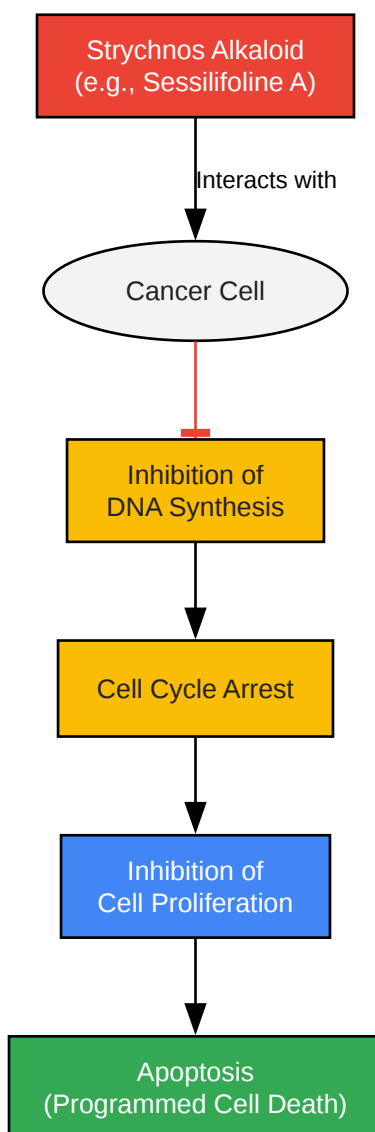 Strychnos Alkaloid
(e.g., Sessilifoline A)
Interacts with
Cancer Cell
Inhibition of
DNA Synthesis
Cell Cycle Arrest
Inhibition of
Cell Proliferation
Apoptosis
(Programmed Cell Death)